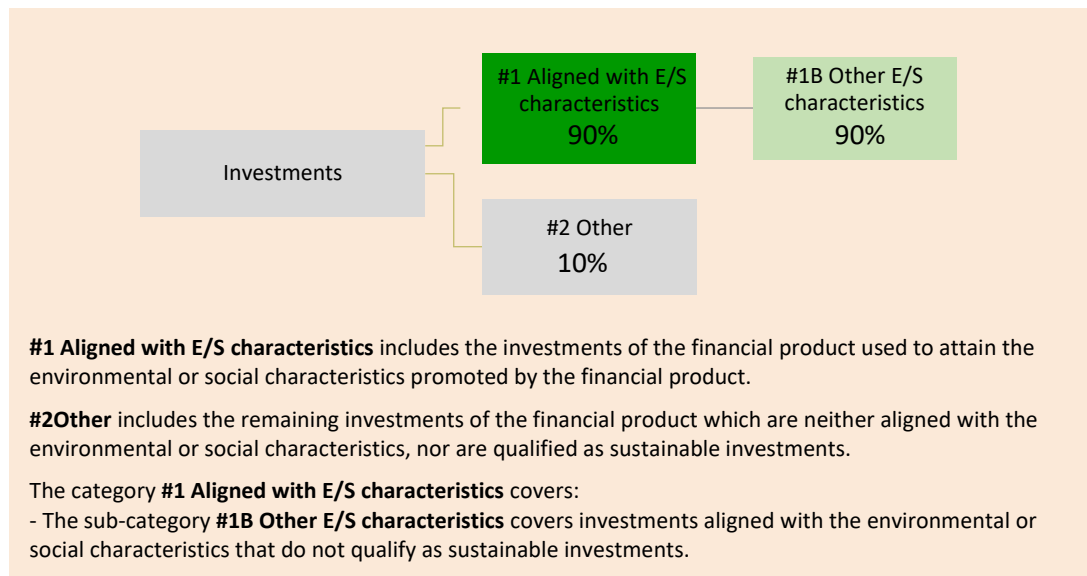 #1 Aligned with E/S
characteristics
90%
#1B Other E/S
characteristics
90%
Investments
#2 Other
10%
#1 Aligned with E/S characteristics includes the investments of the financial product used to attain the
environmental or social characteristics promoted by the financial product.
#2Other includes the remaining investments of the financial product which are neither aligned with the
environmental or social characteristics, nor are qualified as sustainable investments.
The category #1 Aligned with E/S characteristics covers:
- The sub-category #1B Other E/S characteristics covers investments aligned with the environmental or
social characteristics that do not qualify as sustainable investments.